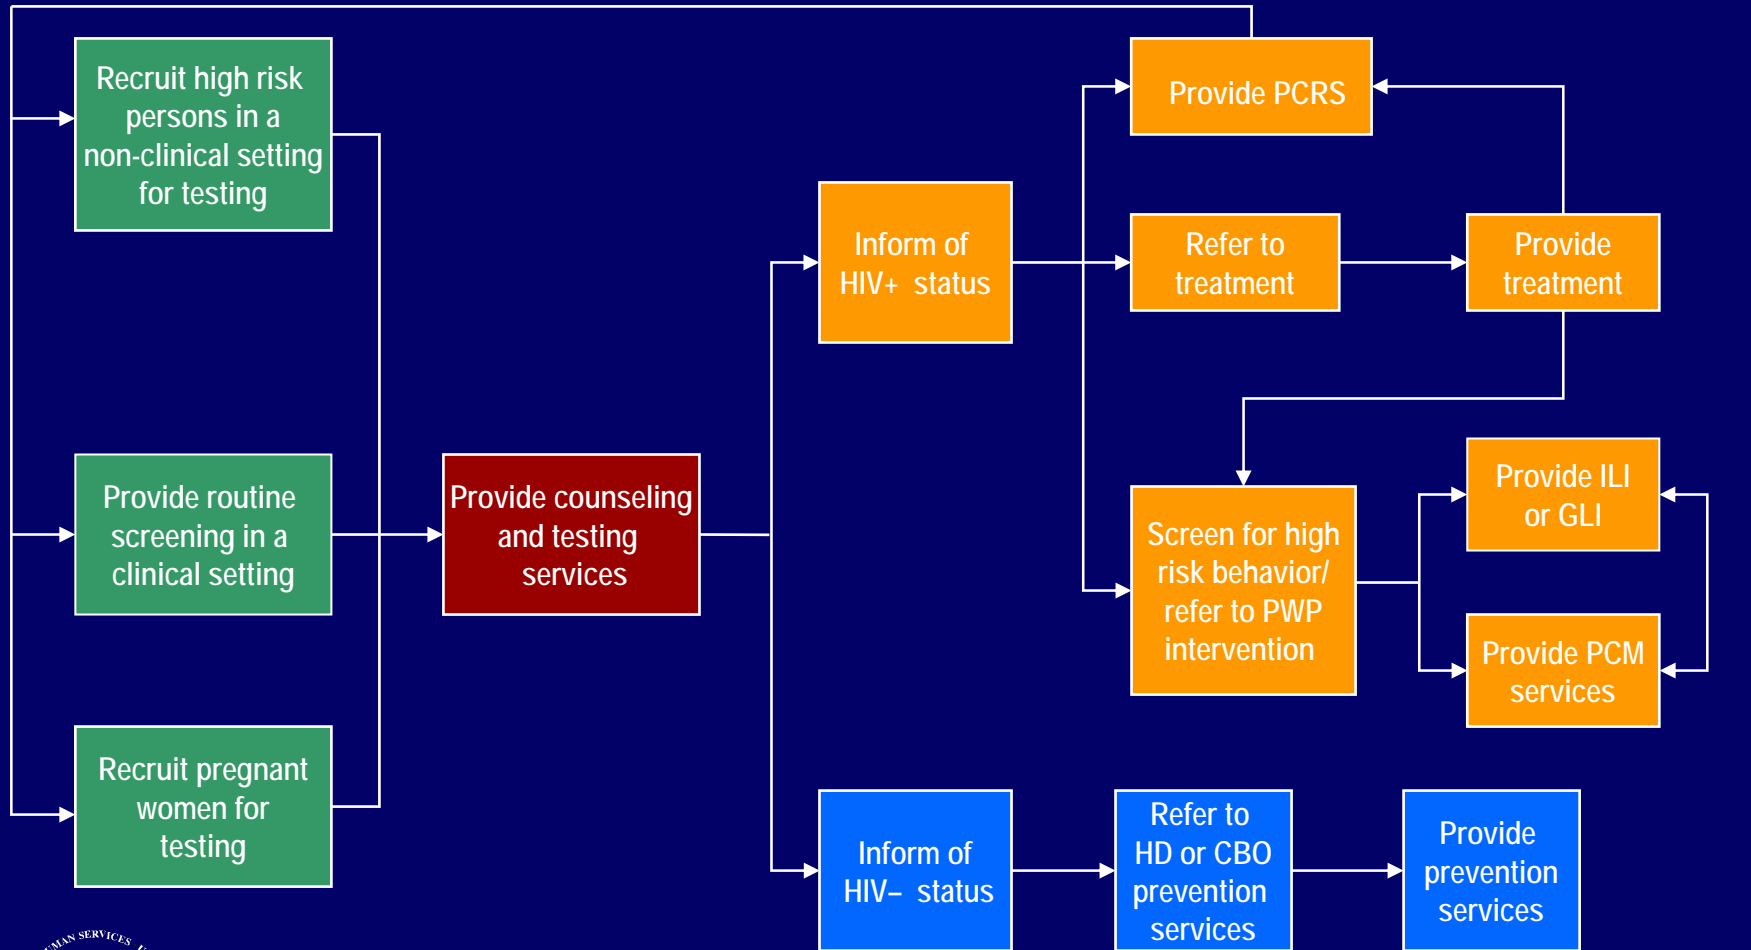 Recruit high risk
persons in a
non-clinical setting
for testing
Provide routine
screening in a
clinical setting
Recruit pregnant
women for
testing
Provide counseling
and testing
services
Inform of
HIV+ status
Provide PCRS
Refer to
treatment
Provide
treatment
Screen for high
risk behavior/
refer to PWP
intervention
Provide ILI
or GLI
Provide PCM
services
Inform of
HIV– status
Refer to
HD or CBO
prevention
services
Provide
prevention
services
SERVICES